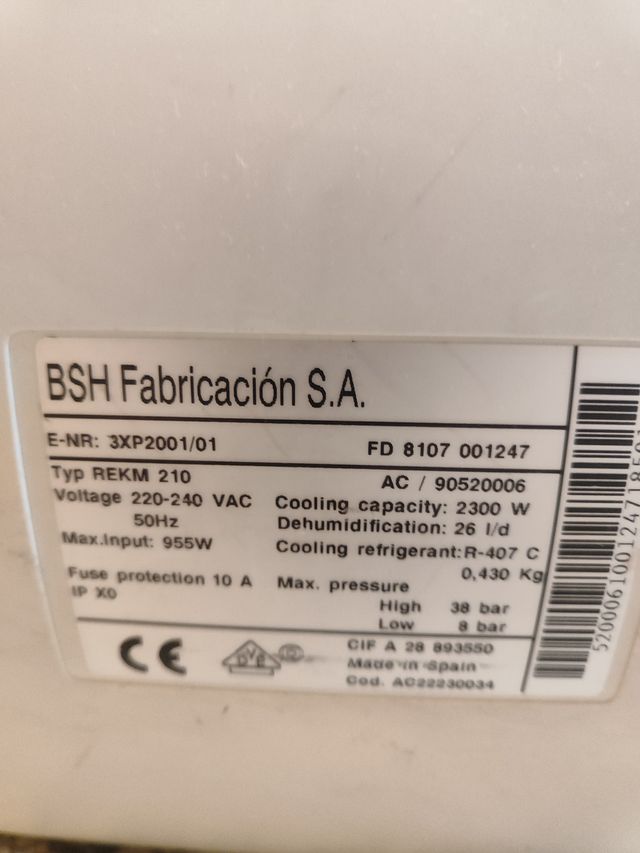 BSH Fabricación S.A.
E-NR: 3XP2001/01 FD 8107 001247
Typ REKM 210 AC / 90520006
Voltage 220-240 VAC Cooling capacity: 2300 W
50Hz Dehumidification: 26 l/d
Max.Input: 955W Cooling refrigerant:R-407 C
0,430 Kg
Fuse protection 10 A Max. pressure
IP X0 High 38 bar
Low 8 bar
CE
DVE
CIF A 28 893550
Made in Spain
Cod. AC22230034